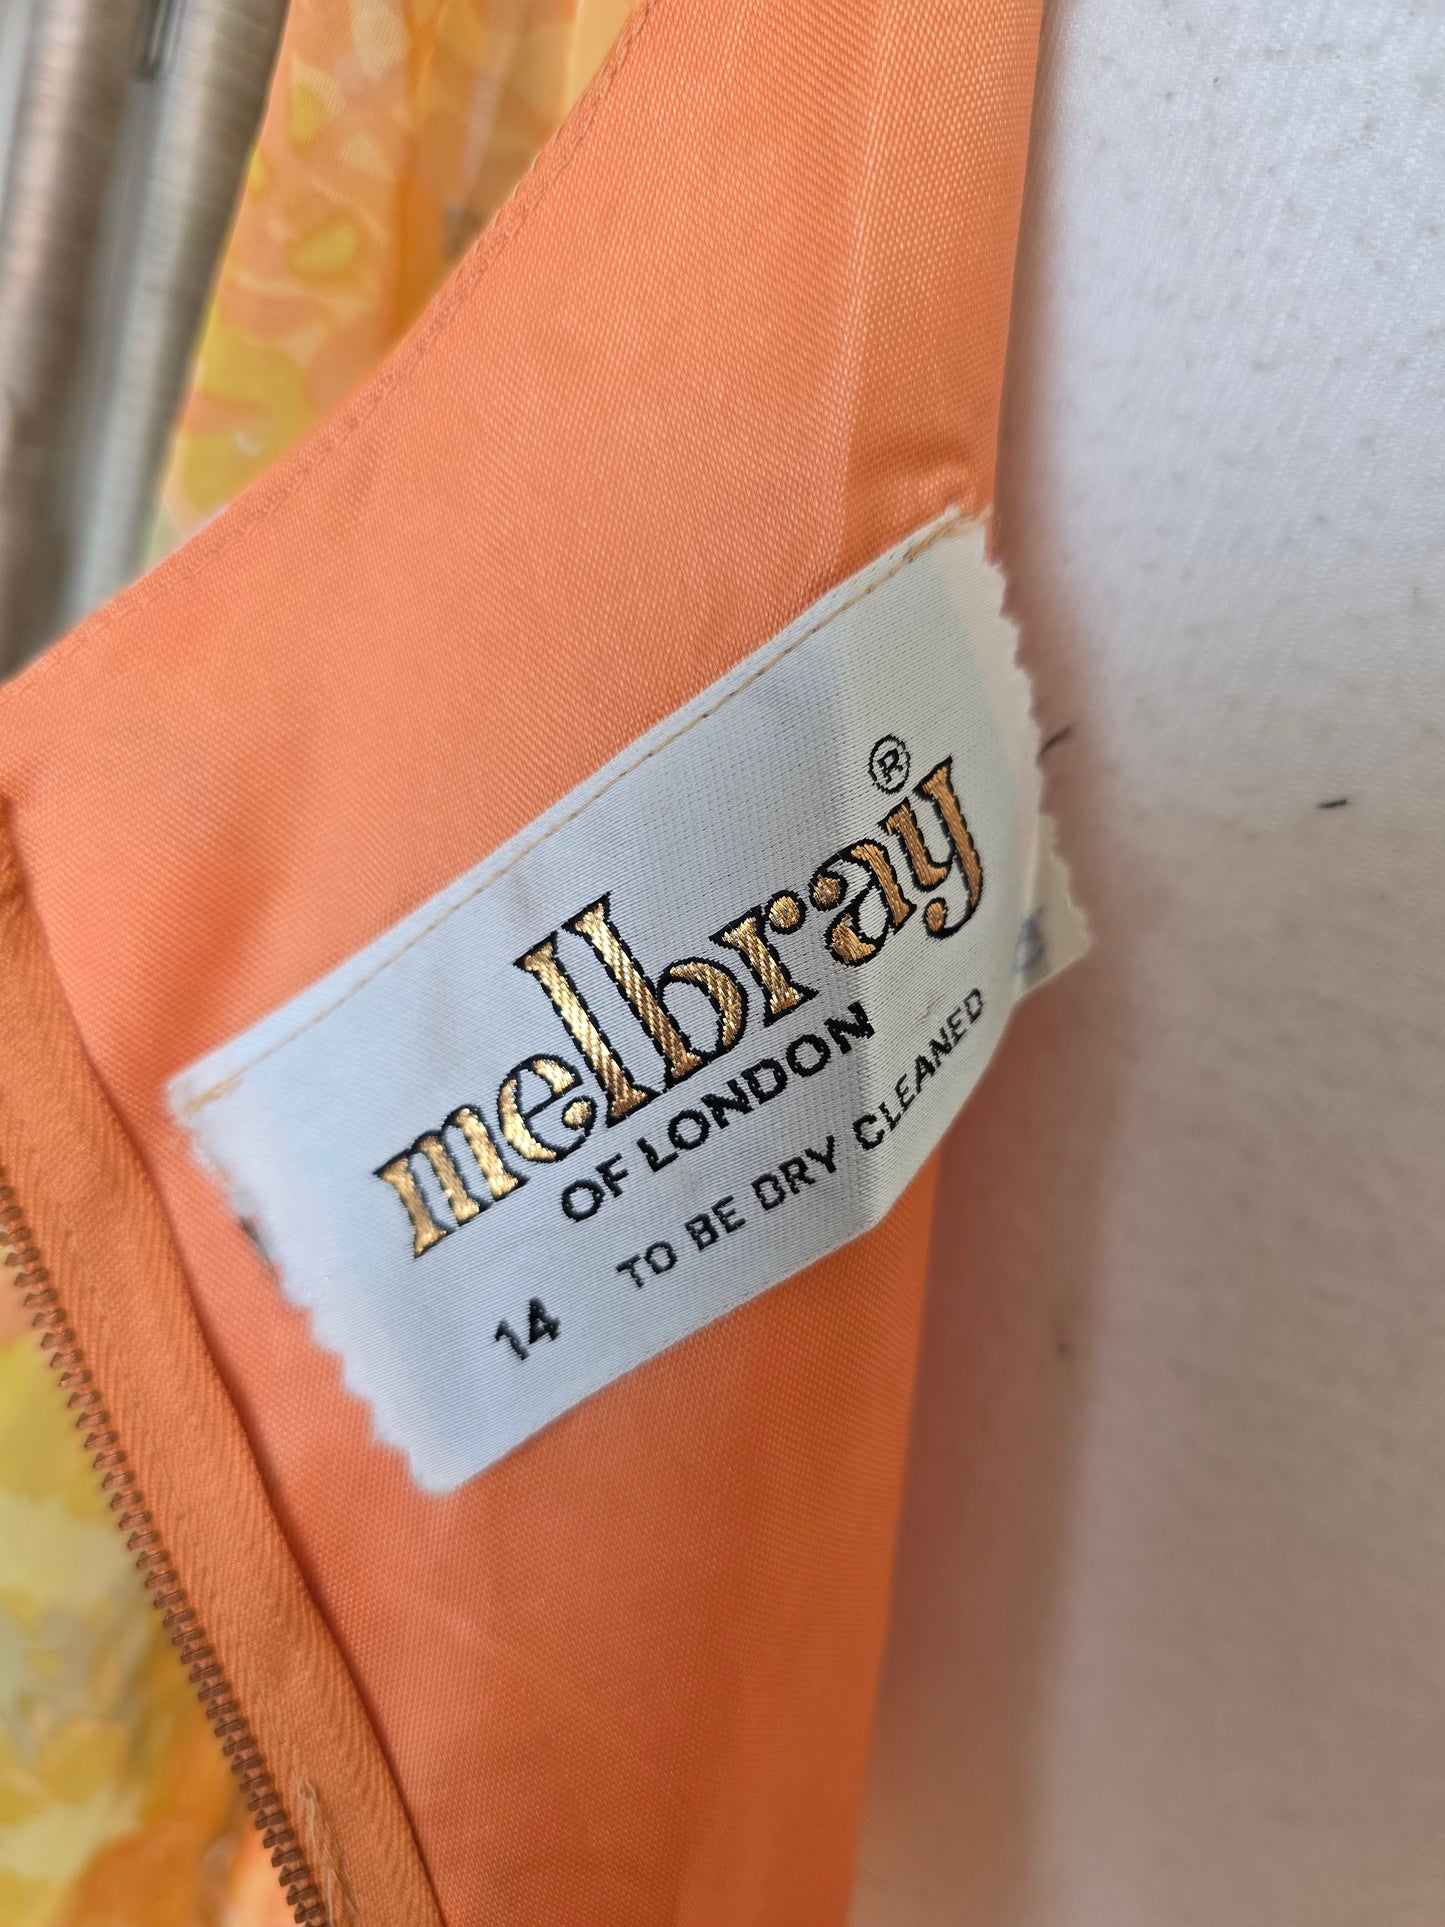 melbray®
OF LONDON
14 TO BE DRY CLEANED